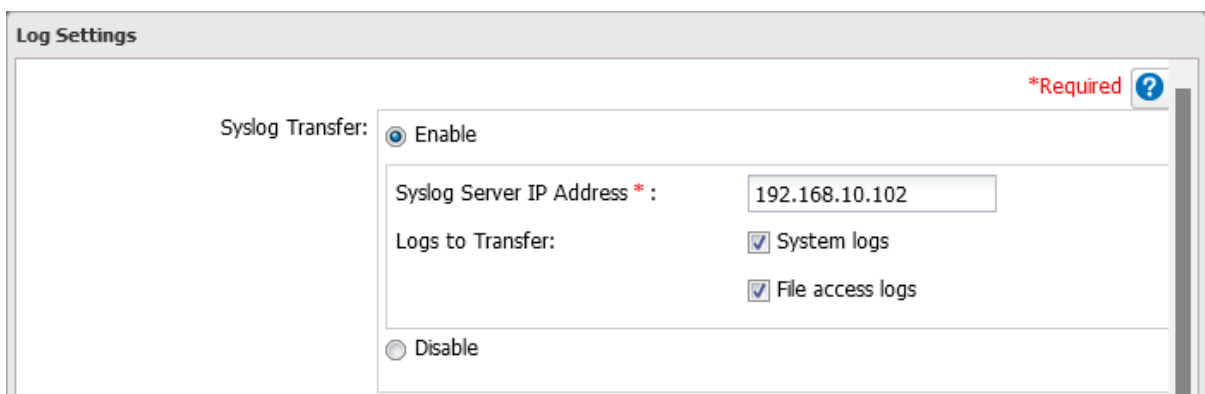 Log Settings
*Required ?
Syslog Transfer: Enable
Syslog Server IP Address * : 192.168.10.102
Logs to Transfer: System logs
File access logs
Disable